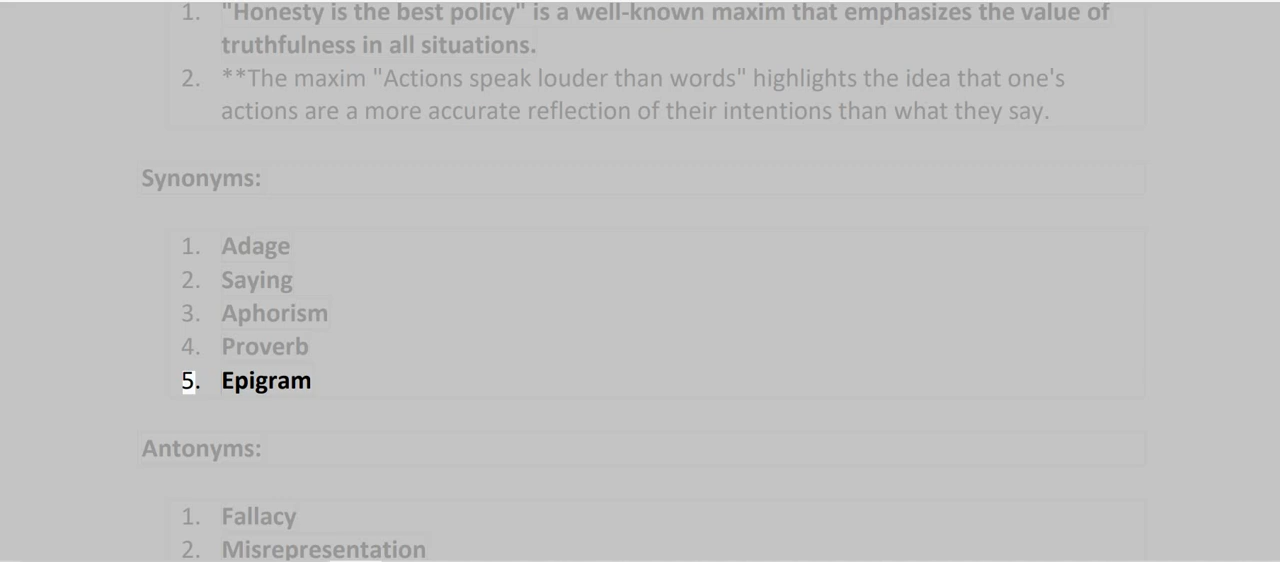 1. "Honesty is the best policy" is a well-known maxim that emphasizes the value of
truthfulness in all situations.
2. **The maxim "Actions speak louder than words" highlights the idea that one's
actions are a more accurate reflection of their intentions than what they say.
Synonyms:
1. Adage
2. Saying
3. Aphorism
4. Proverb
5. Epigram
Antonyms:
1. Fallacy
2. Misrepresentation